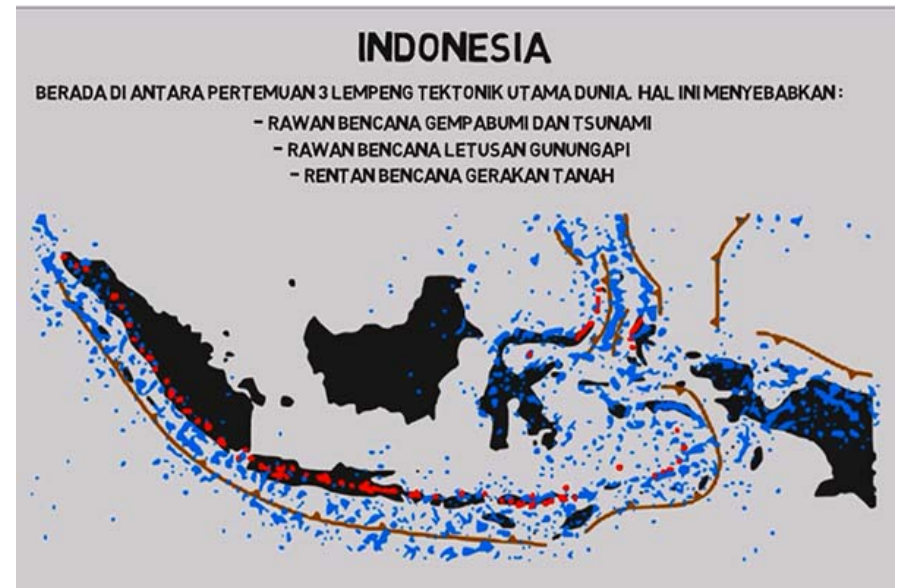 INDONESIA
BERADA DI ANTARA PERTEMUAN 3 LEMPENG TEKTONIK UTAMA DUNIA. HAL INI MENYEBABKAN :
- RAWAN BENCANA GEMPABUMI DAN TSUNAMI
- RAWAN BENCANA LETUSAN GUNUNGAPI
- RENTAN BENCANA GERAKAN TANAH